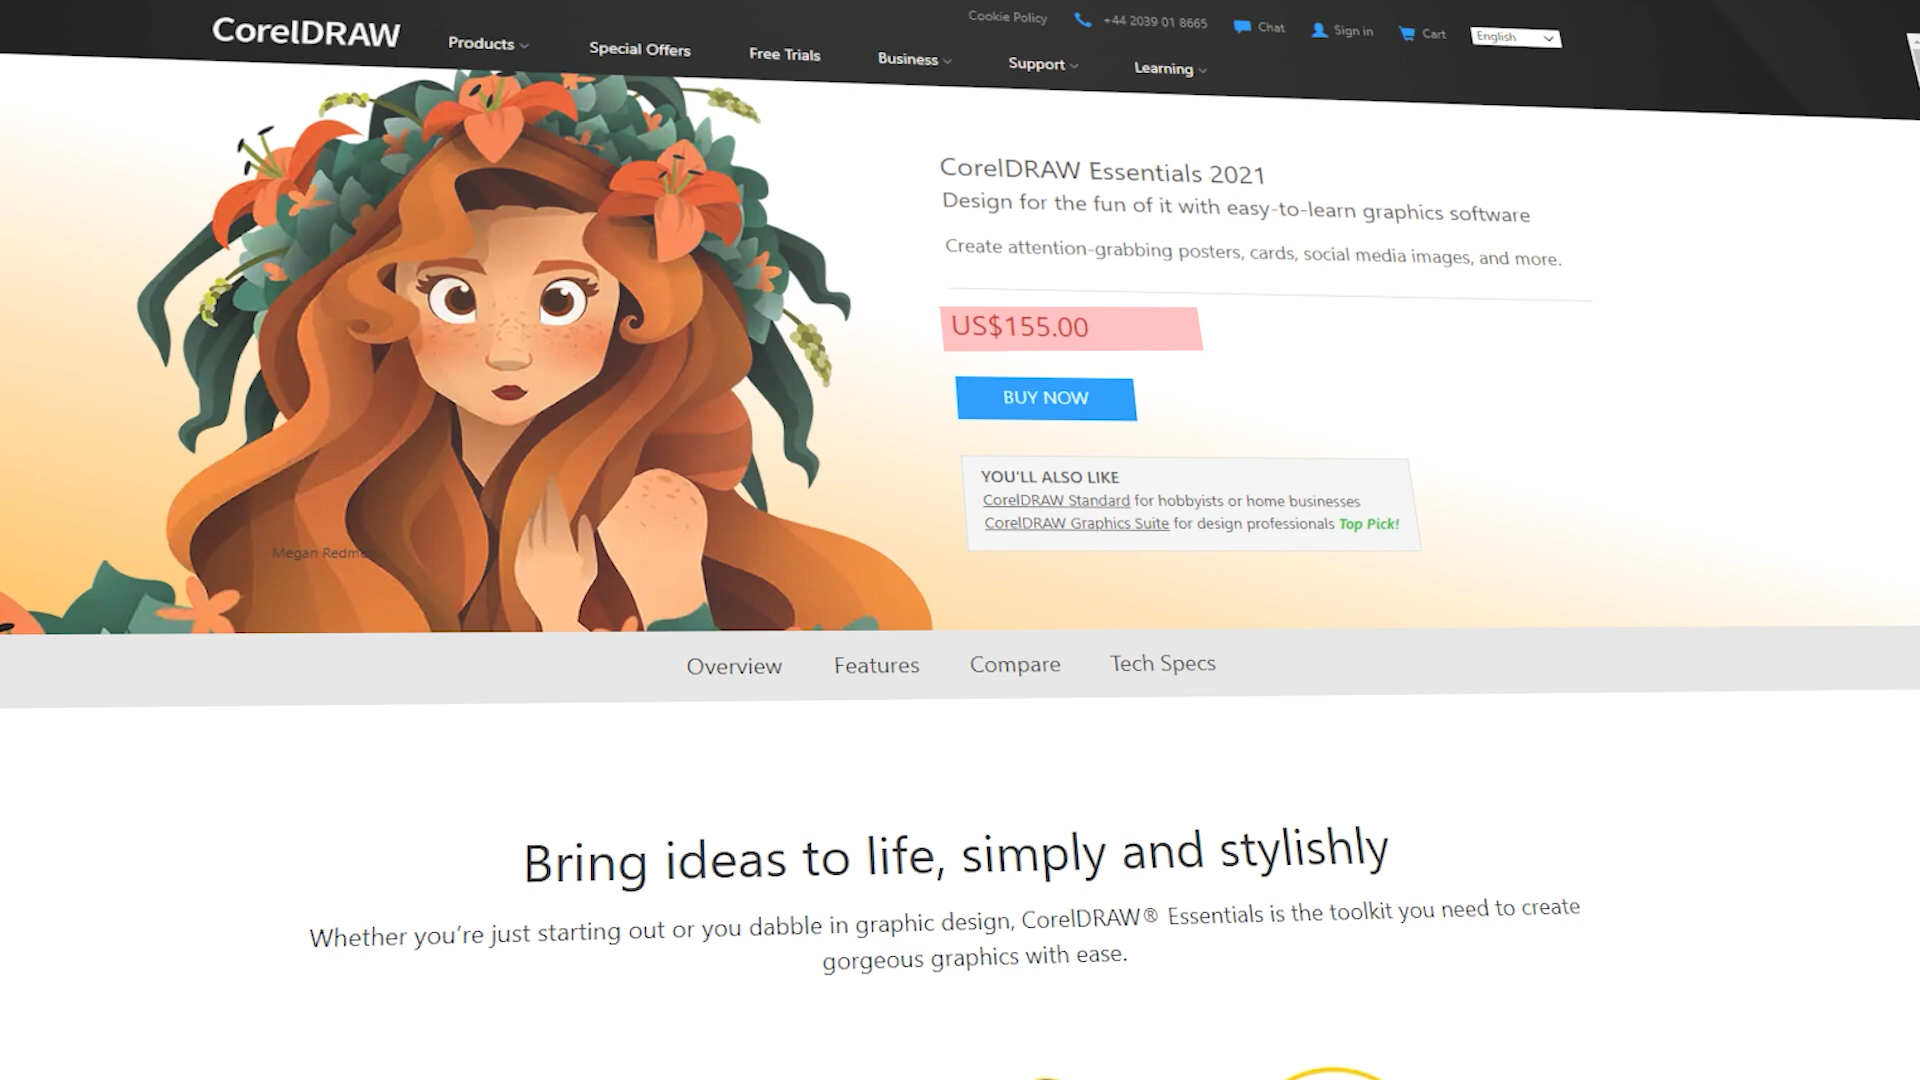 CorelDRAW
Cookie Policy +44 2039 01 8665 Chat Sign in Cart English
Products Special Offers Free Trials Business Support Learning
CorelDRAW Essentials 2021
Design for the fun of it with easy-to-learn graphics software
Create attention-grabbing posters, cards, social media images, and more.
US$155.00
BUY NOW
YOU'LL ALSO LIKE
CorelDRAW Standard for hobbyists or home businesses
CorelDRAW Graphics Suite for design professionals Top Pick!
Megan
Overview Features Compare Tech Specs
Bring ideas to life, simply and stylishly
Whether you’re just starting out or you dabble in graphic design, CorelDRAW® Essentials is the toolkit you need to create
gorgeous graphics with ease.